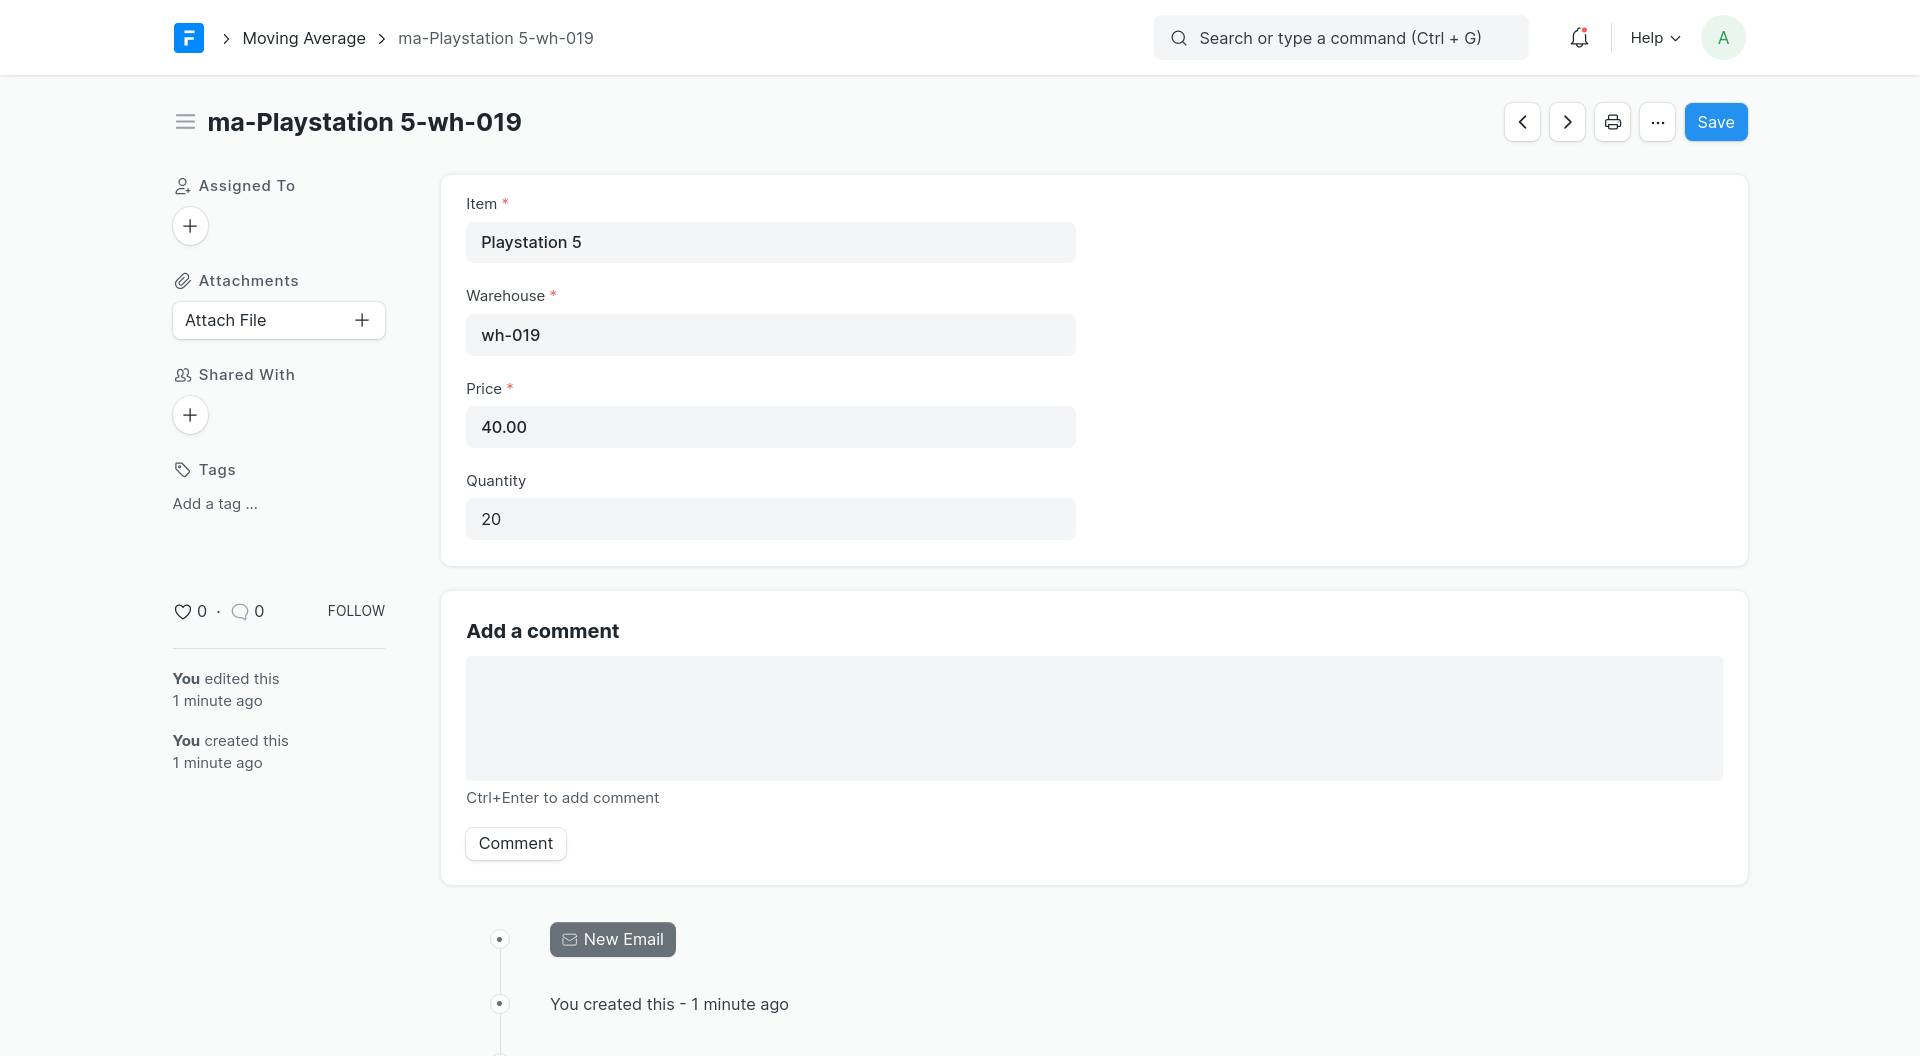 Moving Average
ma-Playstation 5-wh-019
Search or type a command (Ctrl + G)
Help
A
ma-Playstation 5-wh-019
Save
Assigned To
Attachments
Attach File
Shared With
Tags
Add a tag ...
0 · 0 FOLLOW
You edited this
1 minute ago
You created this
1 minute ago
Item *
Playstation 5
Warehouse *
wh-019
Price *
40.00
Quantity
20
Add a comment
Ctrl+Enter to add comment
Comment
New Email
You created this - 1 minute ago